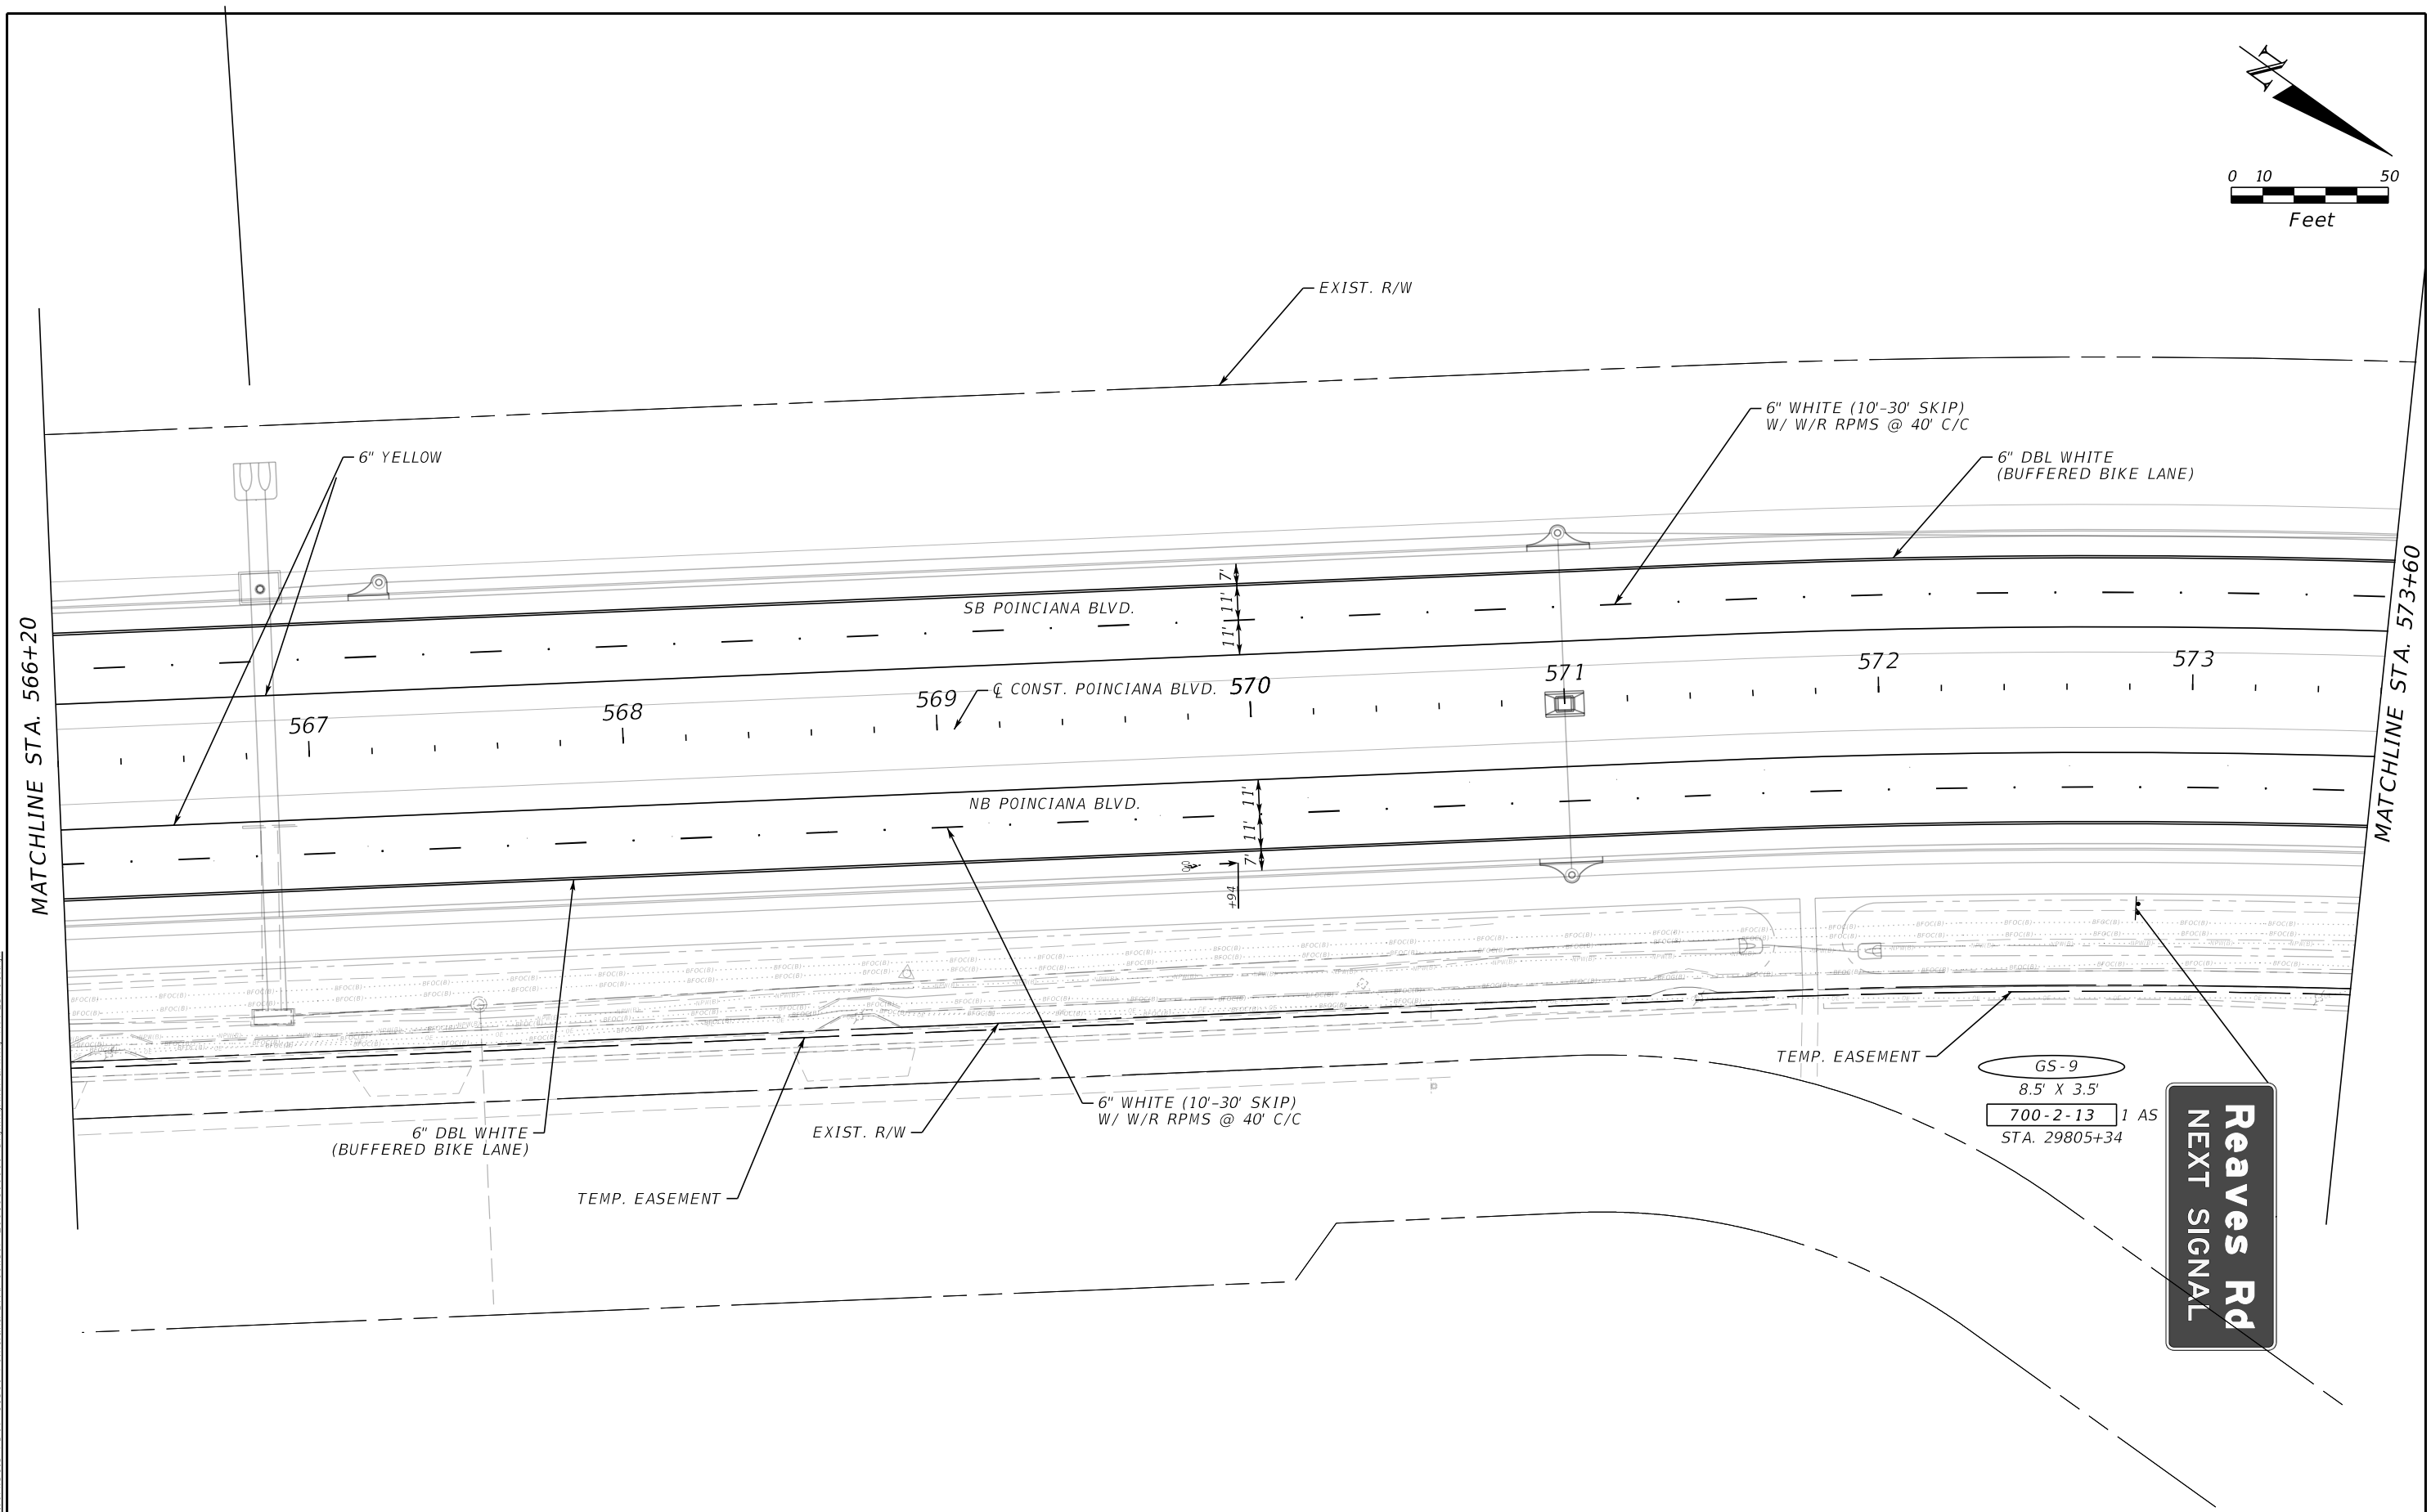 N
0 10 50
Feet
EXIST. R/W
6" WHITE (10'-30' SKIP)
W/ W/R RPMS @ 40' C/C
6" DBL WHITE
(BUFFERED BIKE LANE)
6" YELLOW
MATCHLINE STA. 566+20
MATCHLINE STA. 573+60
SB POINCIANA BLVD.
7'
11'
11'
℄ CONST. POINCIANA BLVD.
567
568
569
570
571
572
573
NB POINCIANA BLVD.
11'
11'
7'
+94
BFOC(B)
TEMP. EASEMENT
GS-9
8.5' X 3.5'
700-2-13 1 AS
STA. 29805+34
Reaves Rd
NEXT SIGNAL
6" WHITE (10'-30' SKIP)
W/ W/R RPMS @ 40' C/C
EXIST. R/W
6" DBL WHITE
(BUFFERED BIKE LANE)
TEMP. EASEMENT